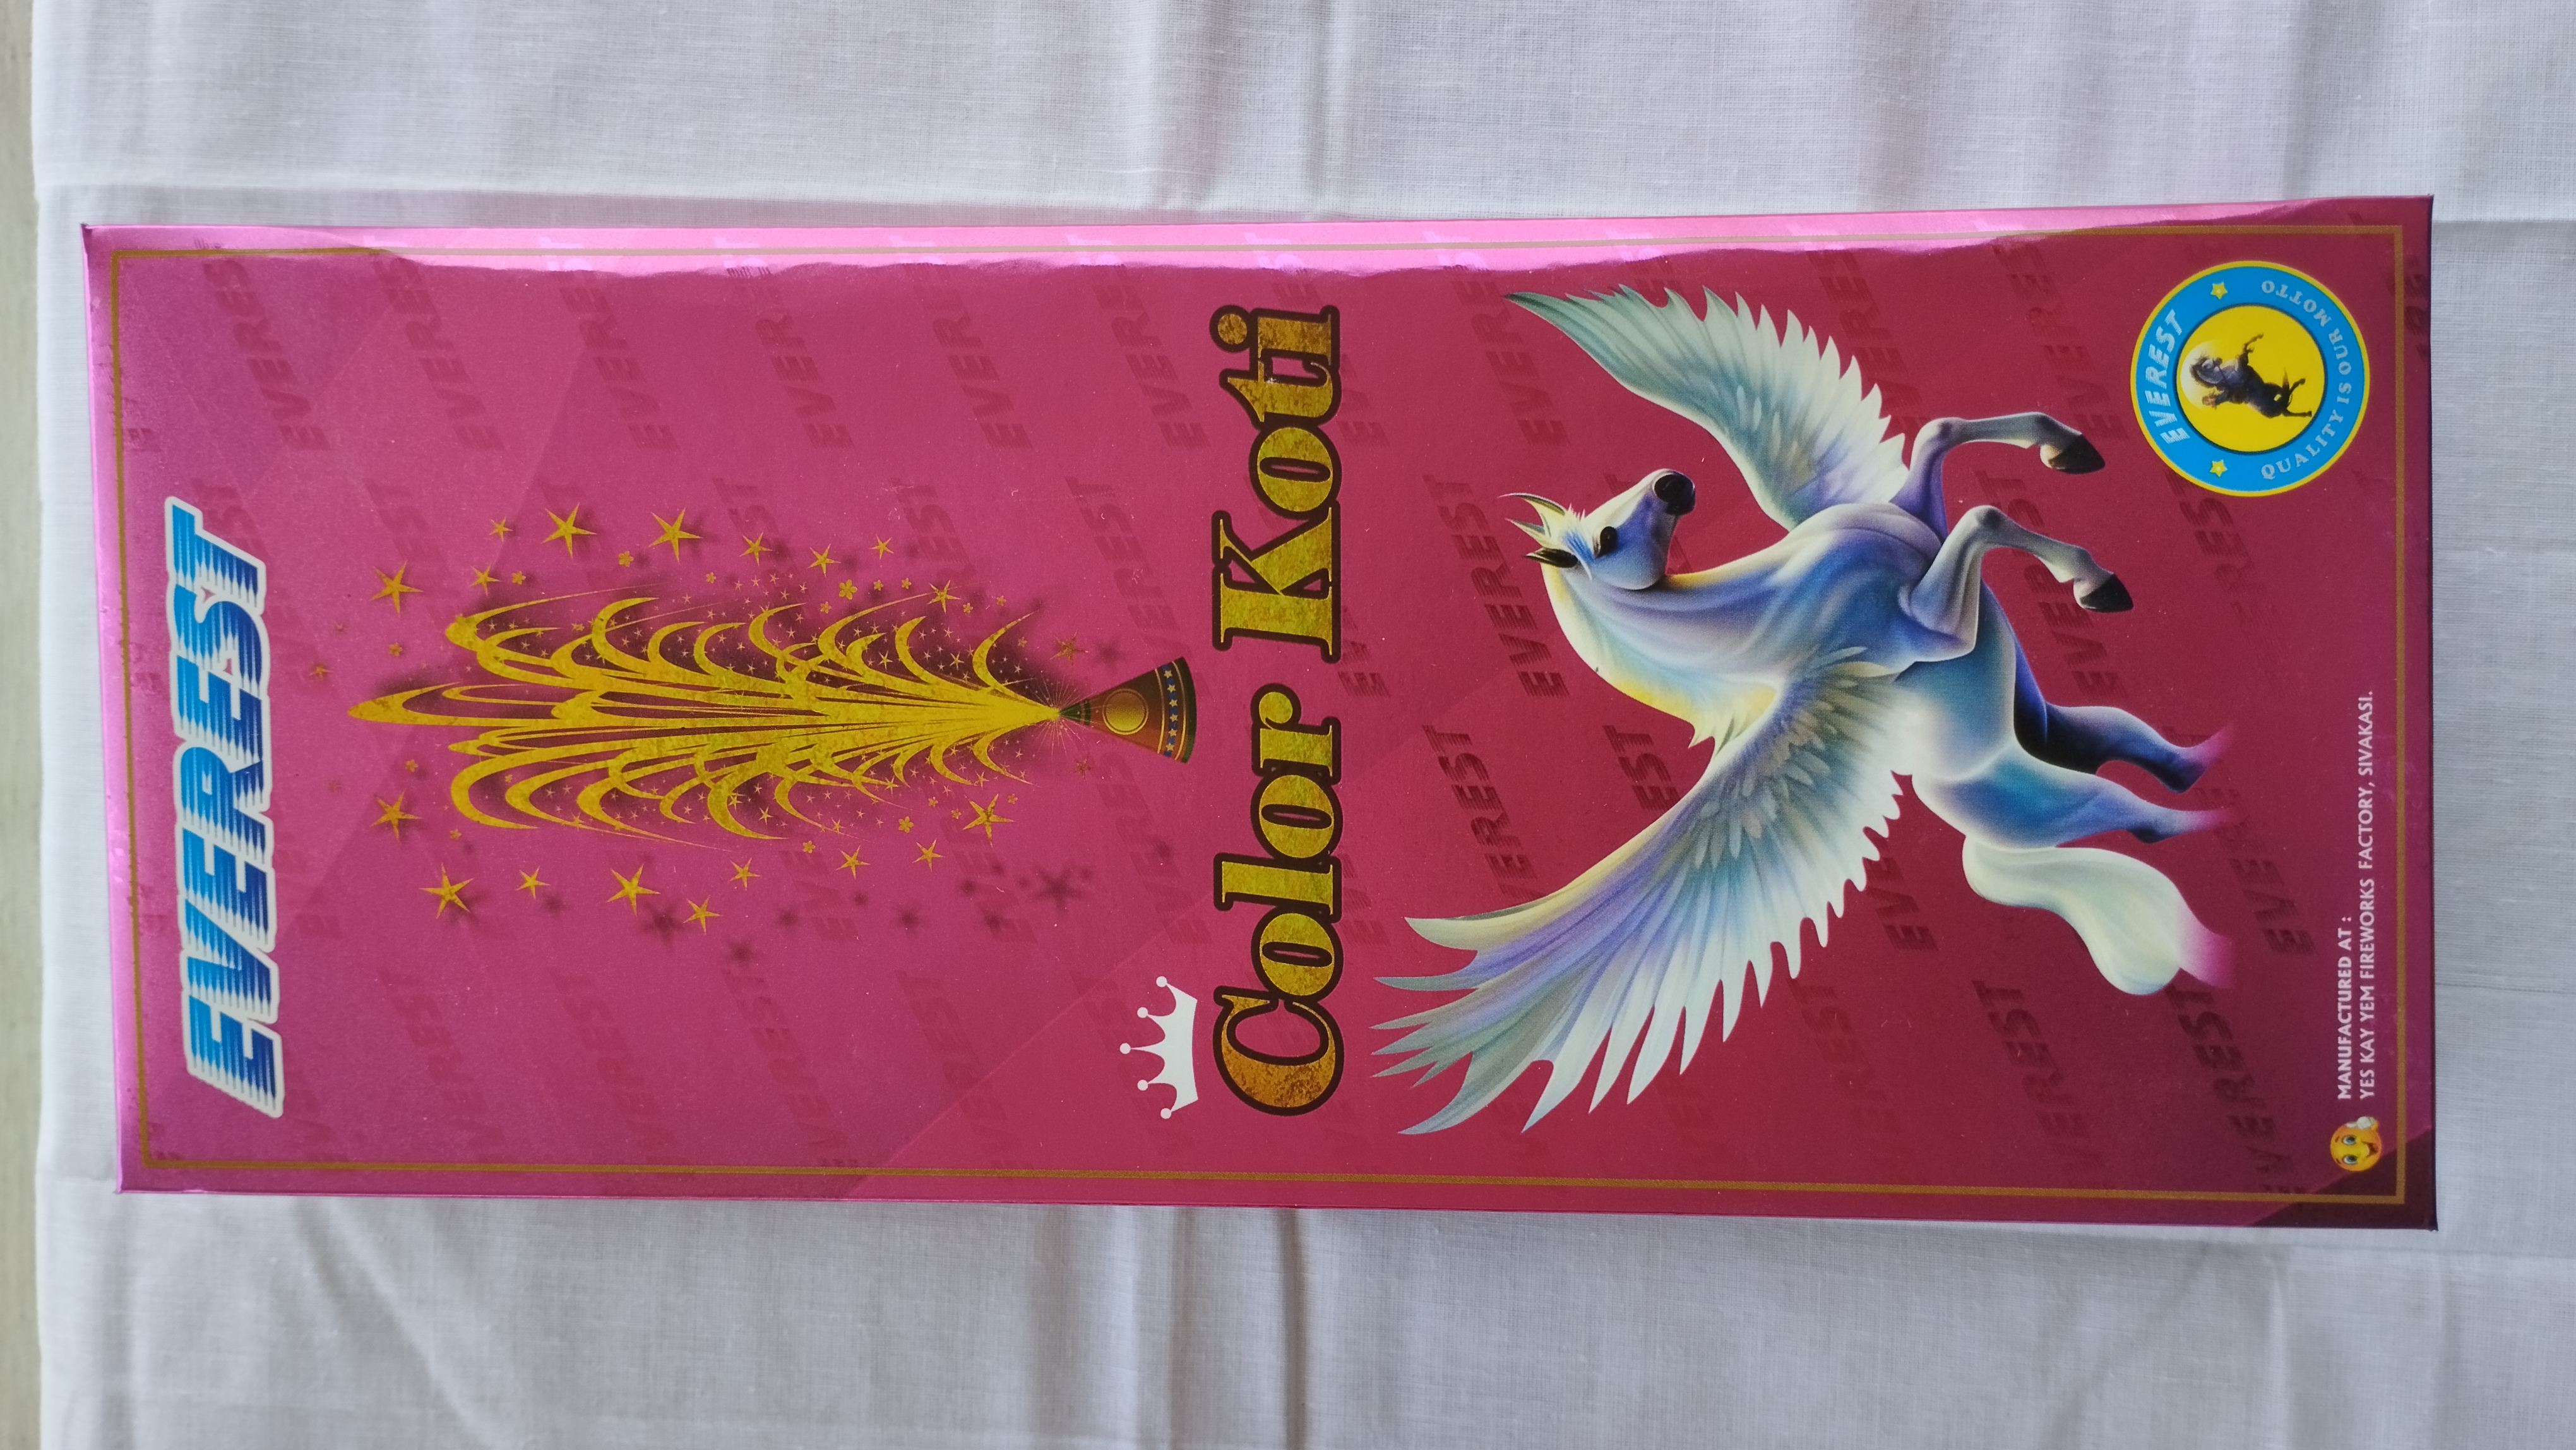 EVEREST
Color Koti
EVEREST
QUALITY IS OUR MOTTO
MANUFACTURED AT :
YES KAY YEM FIREWORKS FACTORY, SIVAKASI.